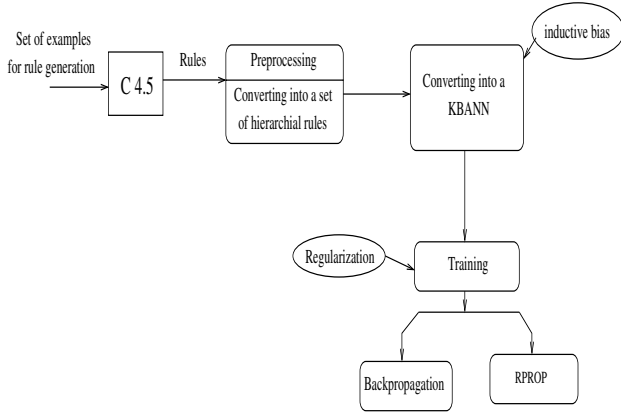 Set of examples
for rule generation
C 4.5
Rules
Preprocessing
Converting into a set
of hierarchial rules
Converting into a
KBANN
inductive bias
Regularization
Training
Backpropagation
RPROP